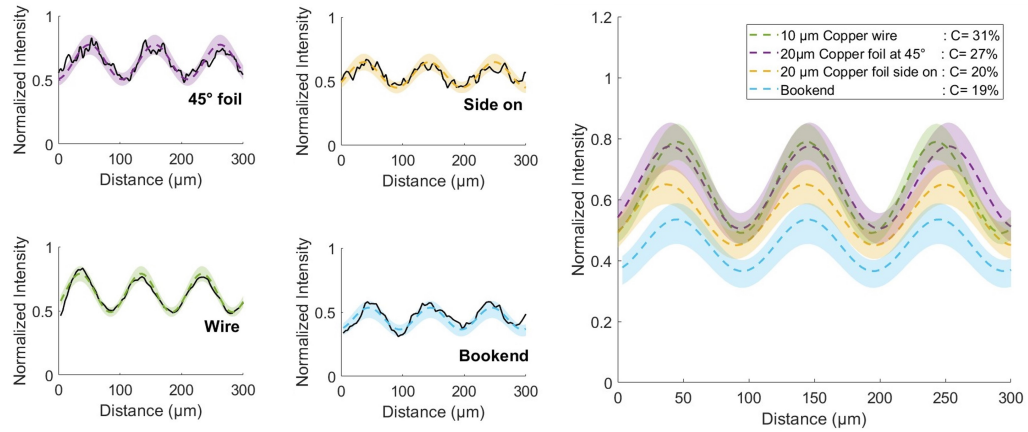 Normalized Intensity
1
0.5
0
45° foil
0 100 200 300
Distance (µm)
Normalized Intensity
1
0.5
0
Side on
0 100 200 300
Distance (µm)
Normalized Intensity
1
0.5
0
Wire
0 100 200 300
Distance (µm)
Normalized Intensity
1
0.5
0
Bookend
0 100 200 300
Distance (µm)
Normalized Intensity
1.2
1
0.8
0.6
0.4
0.2
0
10 µm Copper wire : C= 31%
20µm Copper foil at 45° : C= 27%
20 µm Copper foil side on : C= 20%
Bookend : C= 19%
0 50 100 150 200 250 300
Distance (µm)